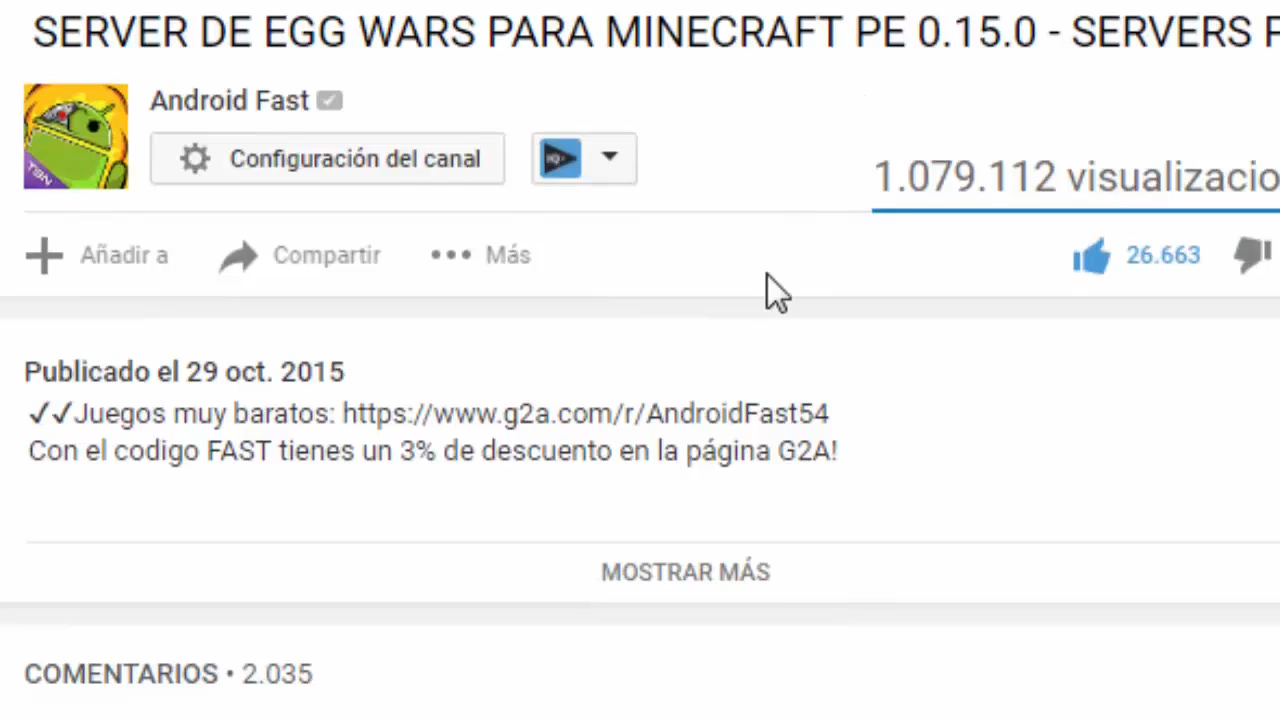 SERVER DE EGG WARS PARA MINECRAFT PE 0.15.0 - SERVERS
Android Fast
TGN
Configuración del canal
1.079.112
Añadir a
Compartir
Más
26.663
Publicado el 29 oct. 2015
✓✓Juegos muy baratos: https://www.g2a.com/r/AndroidFast54
Con el codigo FAST tienes un 3% de descuento en la página G2A!
MOSTRAR MÁS
COMENTARIOS • 2.035